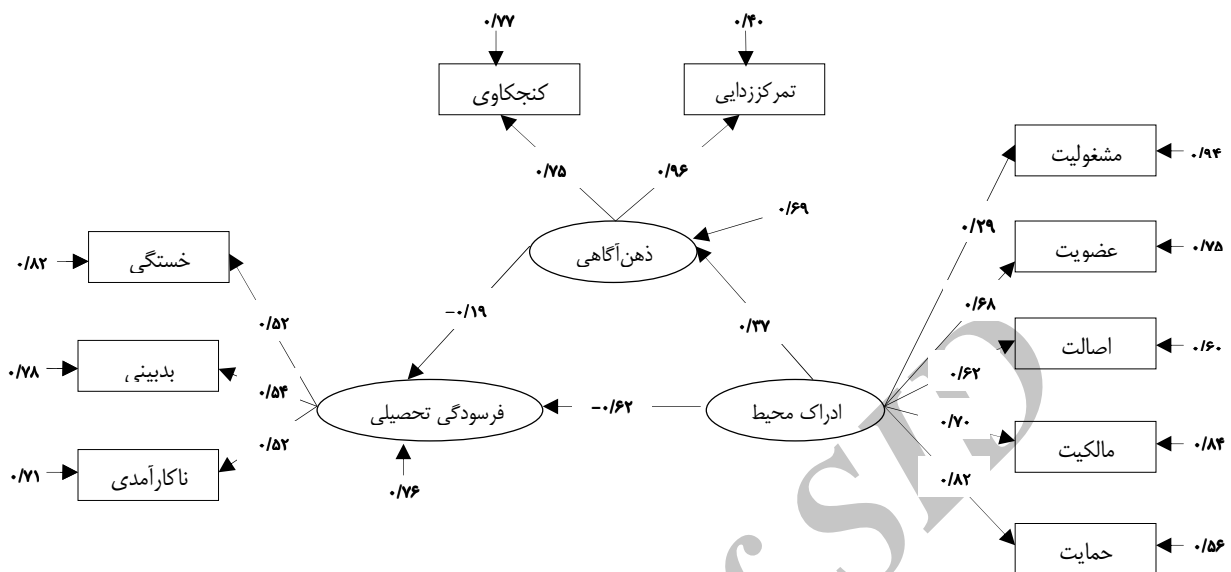 ۰/۷۷
۰/۴۰
کنجکاوی
تمرکززدایی
۰/۷۵
۰/۹۶
مشغولیت
۰/۹۴
۰/۶۹
ذهن‌آگاهی
۰/۲۹
عضویت
۰/۷۵
۰/۸۲
خستگی
−۰/۱۹
۰/۳۷
۰/۶۸
۰/۵۲
اصالت
۰/۶۰
۰/۷۸
بدبینی
۰/۵۴
۰/۶۲
فرسودگی تحصیلی
−۰/۶۲
ادراک محیط
۰/۷۰
مالکیت
۰/۸۴
۰/۵۲
۰/۷۱
ناکارآمدی
۰/۷۶
۰/۸۲
حمایت
۰/۵۶
f SID